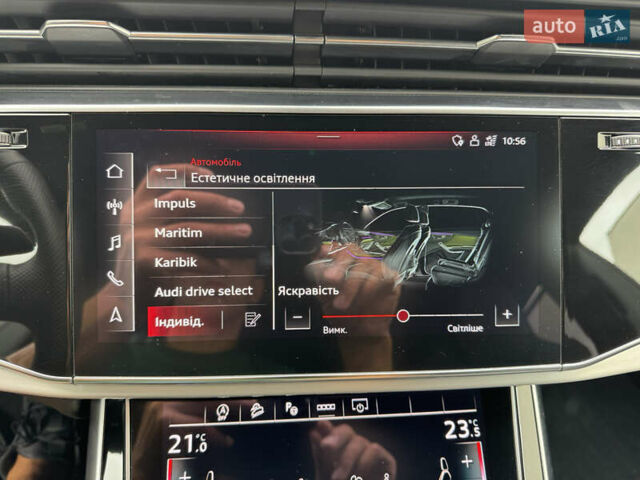 auto RIA
.com
10:56
Автомобіль
Естетичне освітлення
Impuls
Maritim
Karibik
Audi drive select
Індивід.
Яскравість
Вимк.
Світліше
21.0 °C
23.5 °C